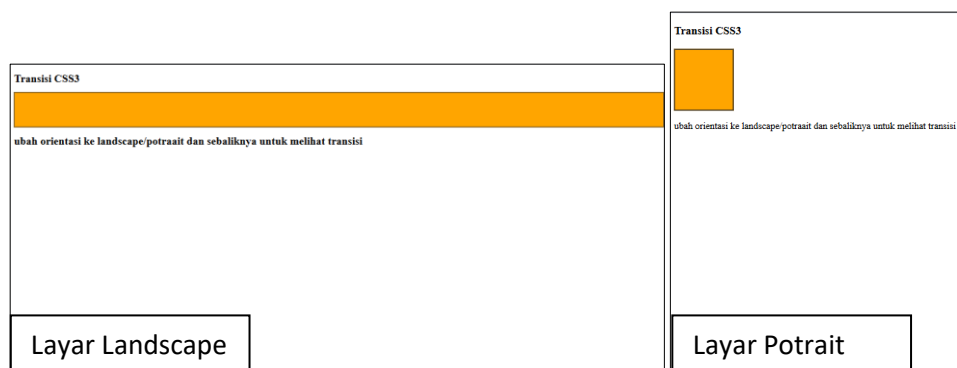 Transisi CSS3
ubah orientasi ke landscape/potraait dan sebaliknya untuk melihat transisi
Layar Landscape
Transisi CSS3
ubah orientasi ke landscape/potraait dan sebaliknya untuk melihat transisi
Layar Potrait